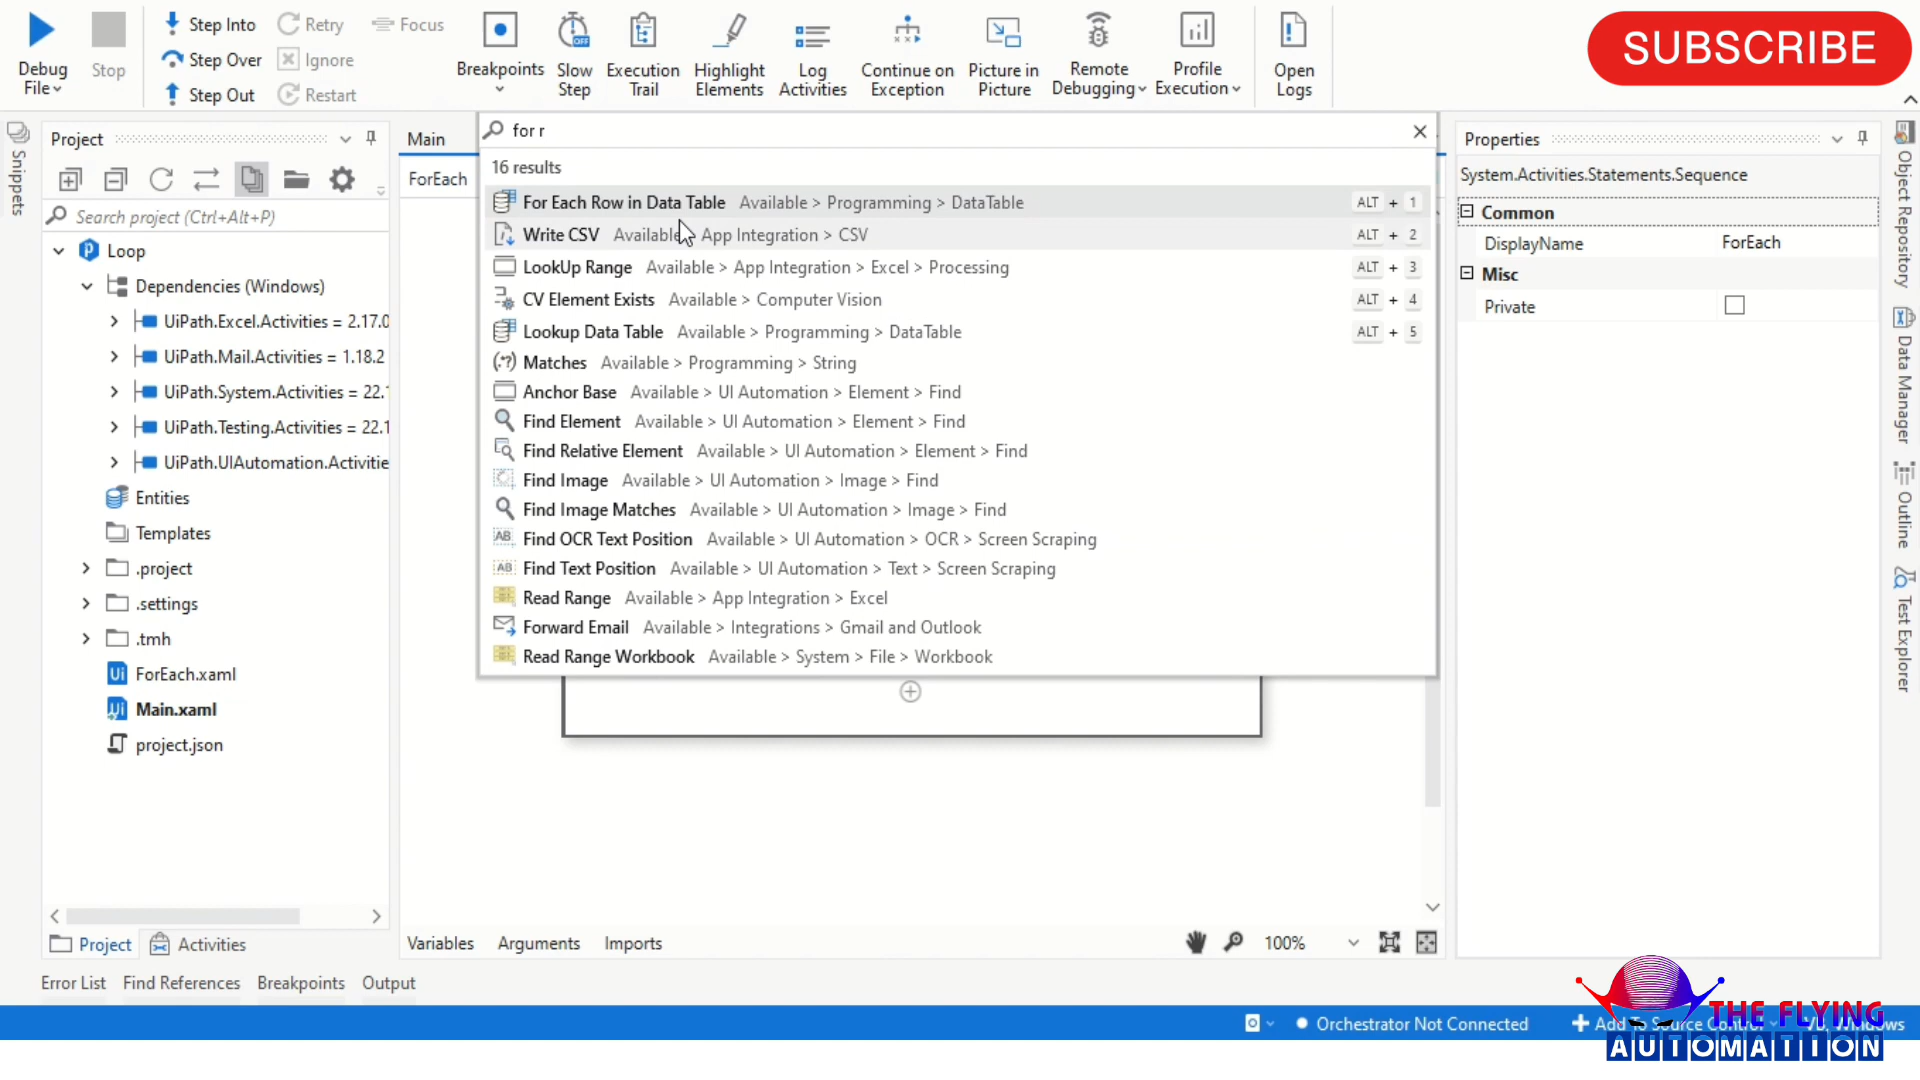 Debug
File
Stop
Step Into
Step Over
Step Out
Retry
Ignore
Restart
Focus
Breakpoints
Slow
Step
Execution
Trail
Highlight
Elements
Log
Activities
Continue on
Exception
Picture in
Picture
Remote
Debugging
Profile
Execution
Open
Logs
SUBSCRIBE
Snippets
Project
Search project (Ctrl+Alt+P)
Loop
Dependencies (Windows)
UiPath.Excel.Activities = 2.17.0
UiPath.Mail.Activities = 1.18.2
UiPath.System.Activities = 22.1
UiPath.Testing.Activities = 22.1
UiPath.UIAutomation.Activitie
Entities
Templates
.project
.settings
.tmh
ForEach.xaml
Main.xaml
project.json
Project
Activities
Main
ForEach
for r
16 results
For Each Row in Data Table Available > Programming > DataTable ALT + 1
Write CSV Available > App Integration > CSV ALT + 2
LookUp Range Available > App Integration > Excel > Processing ALT + 3
CV Element Exists Available > Computer Vision ALT + 4
Lookup Data Table Available > Programming > DataTable ALT + 5
Matches Available > Programming > String
Anchor Base Available > UI Automation > Element > Find
Find Element Available > UI Automation > Element > Find
Find Relative Element Available > UI Automation > Element > Find
Find Image Available > UI Automation > Image > Find
Find Image Matches Available > UI Automation > Image > Find
Find OCR Text Position Available > UI Automation > OCR > Screen Scraping
Find Text Position Available > UI Automation > Text > Screen Scraping
Read Range Available > App Integration > Excel
Forward Email Available > Integrations > Gmail and Outlook
Read Range Workbook Available > System > File > Workbook
Variables Arguments Imports
100%
Properties
System.Activities.Statements.Sequence
Common
DisplayName ForEach
Misc
Private
Object Repository
Data Manager
Outline
Test Explorer
Error List Find References Breakpoints Output
Orchestrator Not Connected
Add To Source Control
Windows
THE FLYING
AUTOMATION